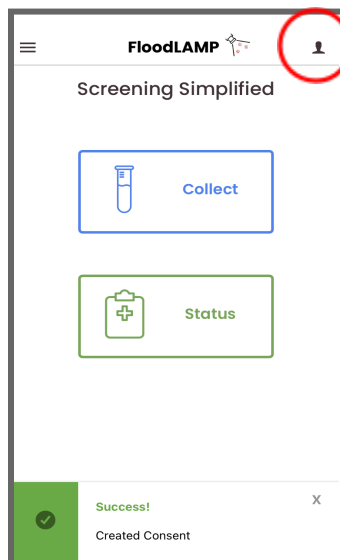 FloodLAMP
Screening Simplified
Collect
Status
Success!
X
Created Consent